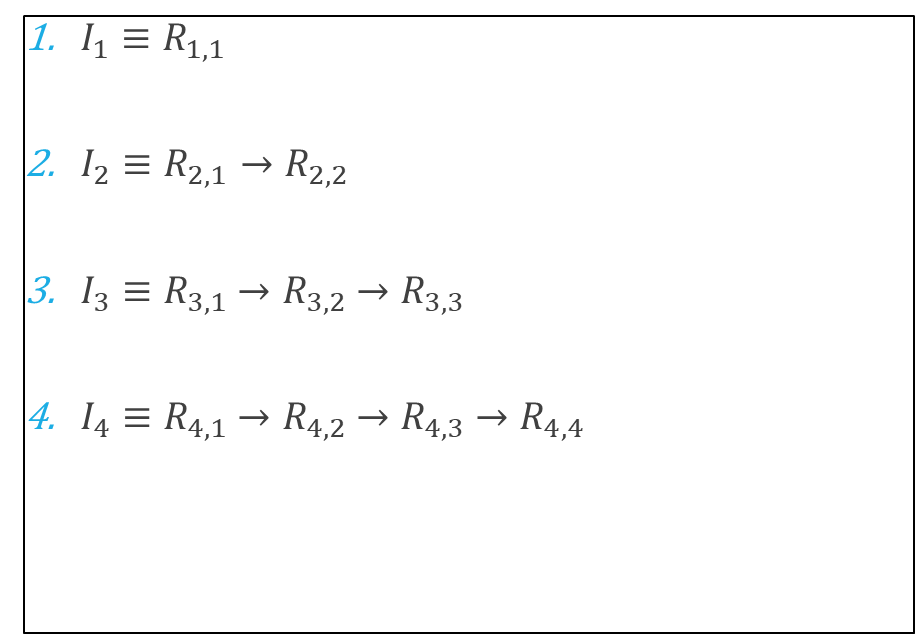 1. I₁ ≡ R₁,₁
2. I₂ ≡ R₂,₁ → R₂,₂
3. I₃ ≡ R₃,₁ → R₃,₂ → R₃,₃
4. I₄ ≡ R₄,₁ → R₄,₂ → R₄,₃ → R₄,₄